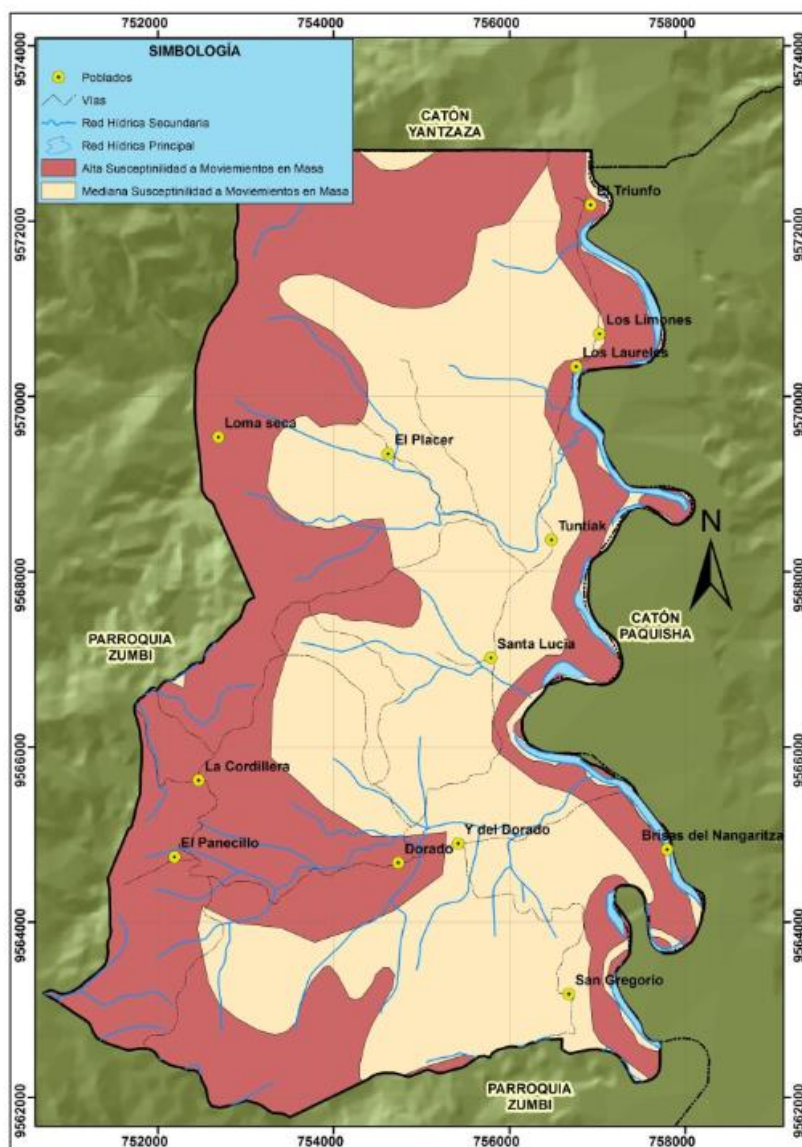 752000
754000
756000
758000
9574000
9574000
SIMBOLOGÍA
Poblados
Vías
Red Hídrica Secundaria
Red Hídrica Principal
Alta Susceptinilidad a Moviemientos en Masa
Mediana Susceptinilidad a Moviemientos en Masa
CATÓN
YANTZAZA
El Triunfo
9572000
9572000
Los Limones
Los Laureles
9570000
9570000
Loma seca
El Placer
Tuntiak
N
9568000
9568000
PARROQUIA
ZUMBI
CATÓN
PAQUISHA
Santa Lucia
9566000
9566000
La Cordillera
El Panecillo
Dorado
Y del Dorado
Brisas del Nangaritza
9564000
9564000
San Gregorio
PARROQUIA
ZUMBI
9562000
9562000
752000
754000
756000
758000